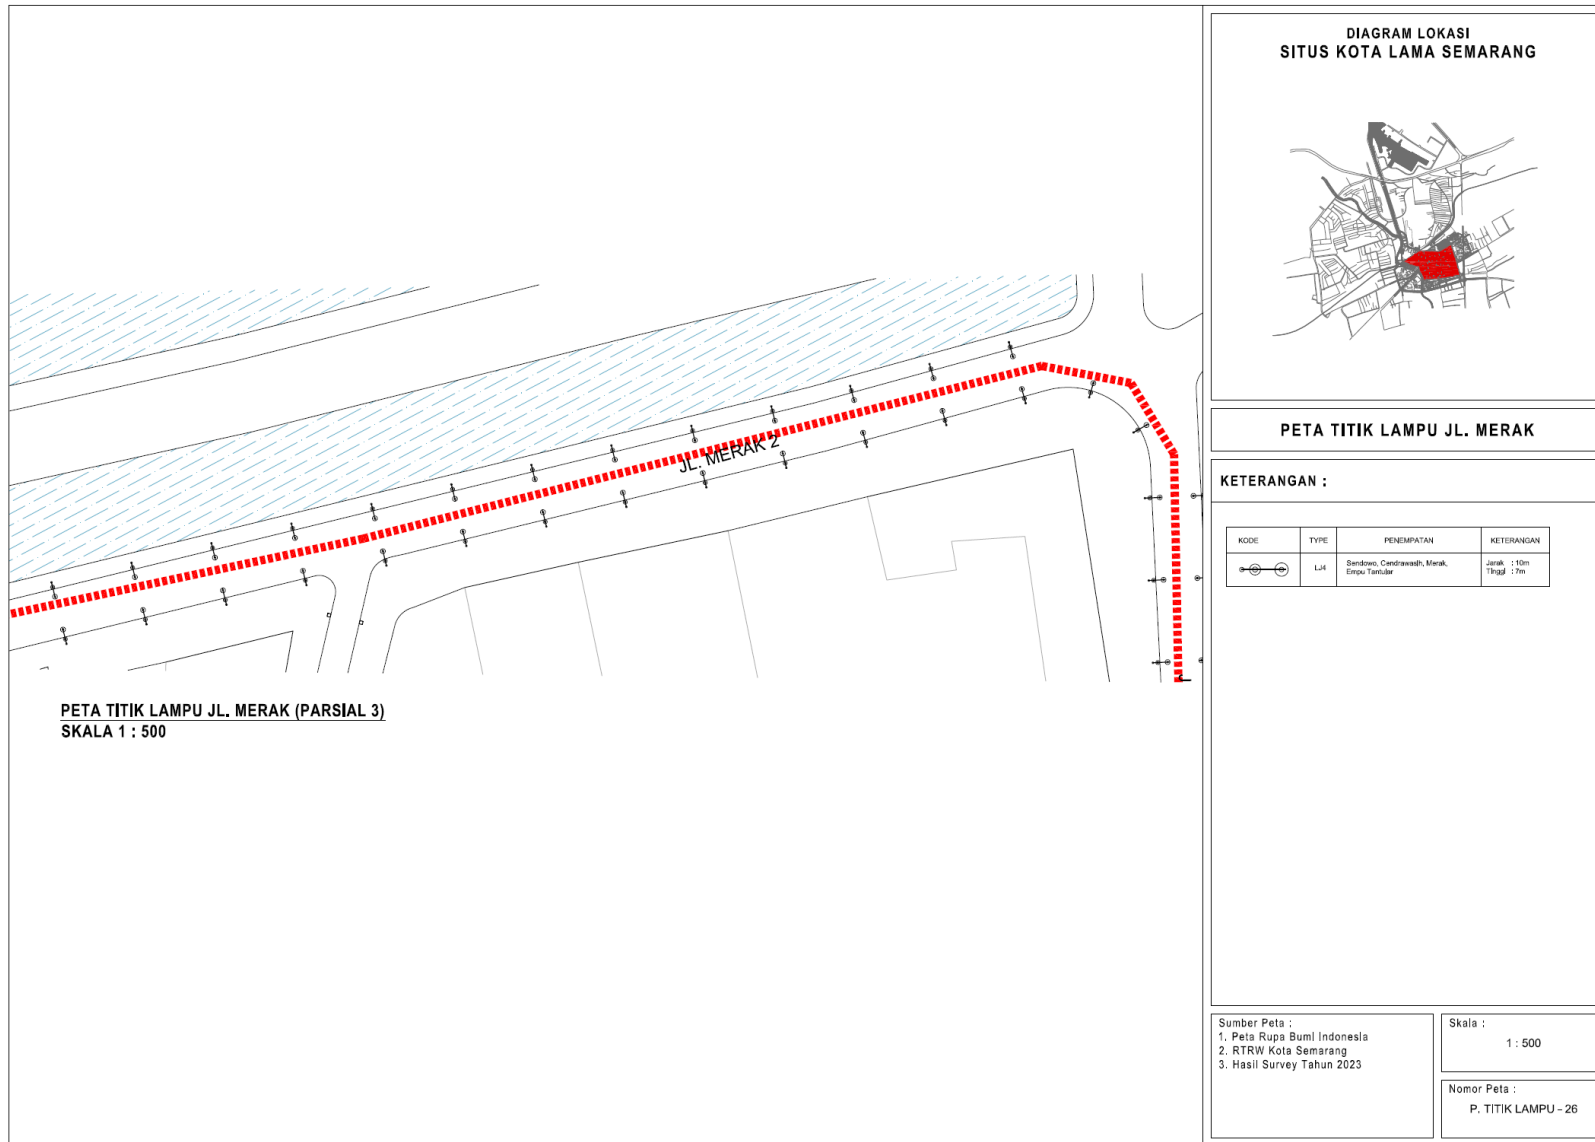 DIAGRAM LOKASI
SITUS KOTA LAMA SEMARANG
PETA TITIK LAMPU JL. MERAK
KETERANGAN :
KODE TYPE PENEMPATAN KETERANGAN
LJ4 Sendowo, Cendrawasih, Merak, Jarak : 10m
Empu Tantular Tinggi : 7m
JL. MERAK 2
PETA TITIK LAMPU JL. MERAK (PARSIAL 3)
SKALA 1 : 500
Sumber Peta :
1. Peta Rupa Bumi Indonesia
2. RTRW Kota Semarang
3. Hasil Survey Tahun 2023
Skala :
1 : 500
Nomor Peta :
P. TITIK LAMPU - 26